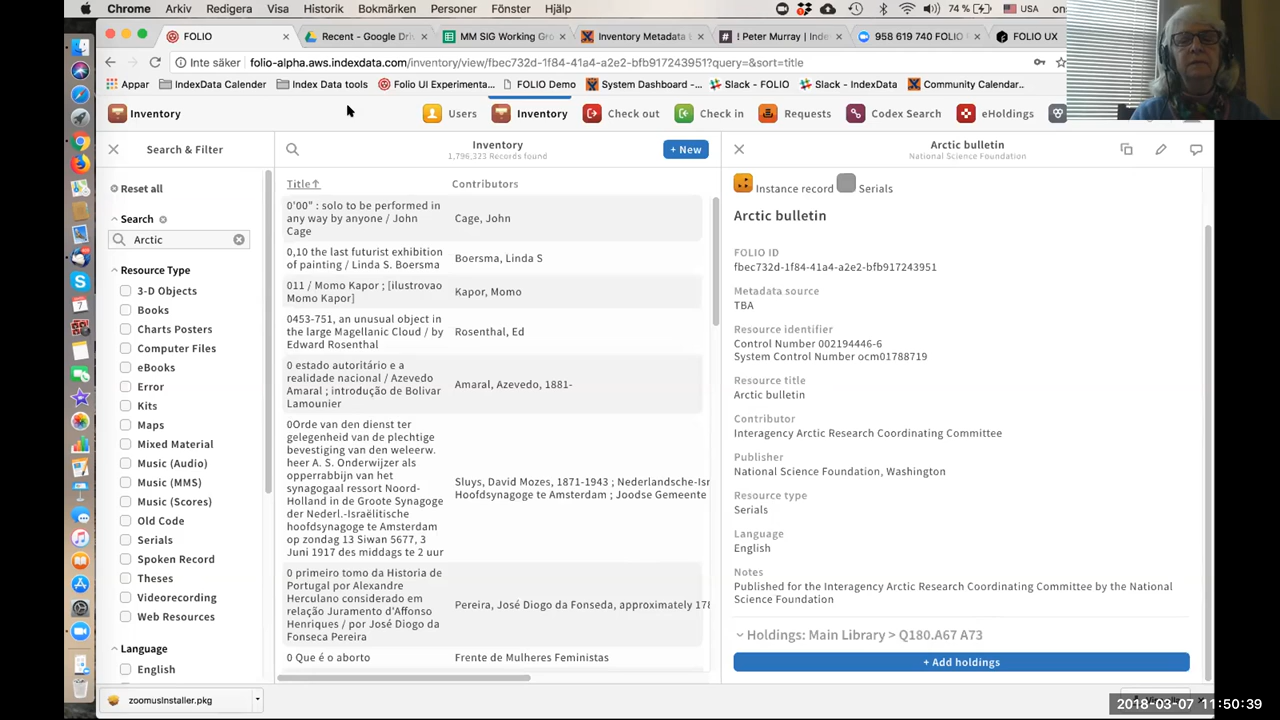 Chrome Arkiv Redigera Visa Historik Bokmärken Personer Fönster Hjälp 74 % USA
FOLIO Recent - Google Dri MM SIG Working Gro Inventory Metadata E ! Peter Murray | Inde 958 619 740 FOLIO FOLIO UX
Inte säker folio-alpha.aws.indexdata.com/inventory/view/fbec732d-1f84-41a4-a2e2-bfb917243951?query=&sort=title
Appar IndexData Calender Index Data tools Folio UI Experimenta... FOLIO Demo System Dashboard -... Slack - FOLIO Slack - IndexData Community Calendar...
Inventory Users Inventory Check out Check in Requests Codex Search eHoldings
Search & Filter
Reset all
Search
Arctic
Resource Type
3-D Objects
Books
Charts Posters
Computer Files
eBooks
Error
Kits
Maps
Mixed Material
Music (Audio)
Music (MMS)
Music (Scores)
Old Code
Serials
Spoken Record
Theses
Videorecording
Web Resources
Language
English
Inventory
1,796,323 Records found
+ New
Title↑ Contributors
0'00" : solo to be performed in
any way by anyone / John
Cage
Cage, John
0,10 the last futurist exhibition
of painting / Linda S. Boersma
Boersma, Linda S
011 / Momo Kapor ; [ilustrovao
Momo Kapor]
Kapor, Momo
0453-751, an unusual object in
the large Magellanic Cloud / by
Edward Rosenthal
Rosenthal, Ed
0 estado autoritário e a
realidade nacional / Azevedo
Amaral ; introdução de Bolivar
Lamounier
Amaral, Azevedo, 1881-
0Orde van den dienst ter
gelegenheid van de plechtige
bevestiging van den weleerw.
heer A. S. Onderwijzer als
opperrabbijn van het
synagogaal ressort Noord-
Holland in de Groote Synagoge
der Nederl.-Israëlitische
hoofdsynagoge te Amsterdam
op zondag 13 Siwan 5677, 3
Juni 1917 des middags te 2 uur
Sluys, David Mozes, 1871-1943 ; Nederlandsche-Isr
Hoofdsynagoge te Amsterdam ; Joodse Gemeente
0 primeiro tomo da Historia de
Portugal por Alexandre
Herculano considerado em
relação Juramento d'Affonso
Henriques / por José Diogo da
Fonseca Pereira
Pereira, José Diogo da Fonseda, approximately 178
0 Que é o aborto
Frente de Mulheres Feministas
Arctic bulletin
National Science Foundation
Instance record Serials
Arctic bulletin
FOLIO ID
fbec732d-1f84-41a4-a2e2-bfb917243951
Metadata source
TBA
Resource identifier
Control Number 002194446-6
System Control Number ocm01788719
Resource title
Arctic bulletin
Contributor
Interagency Arctic Research Coordinating Committee
Publisher
National Science Foundation, Washington
Resource type
Serials
Language
English
Notes
Published for the Interagency Arctic Research Coordinating Committee by the National
Science Foundation
Holdings: Main Library > Q180.A67 A73
+ Add holdings
zoomusInstaller.pkg
2018-03-07 11:50:39